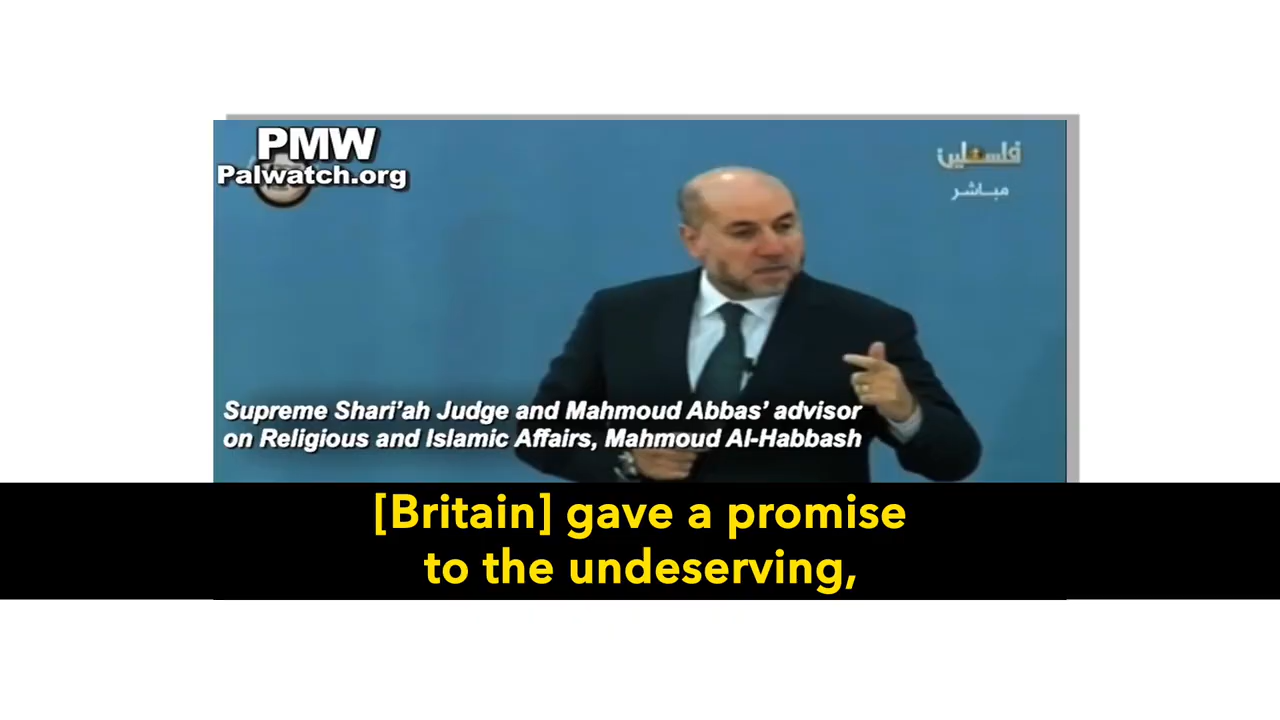 PMW
Palwatch.org
فلسطين
مباشر
Supreme Shari'ah Judge and Mahmoud Abbas' advisor
on Religious and Islamic Affairs, Mahmoud Al-Habbash
[Britain] gave a promise
to the undeserving,